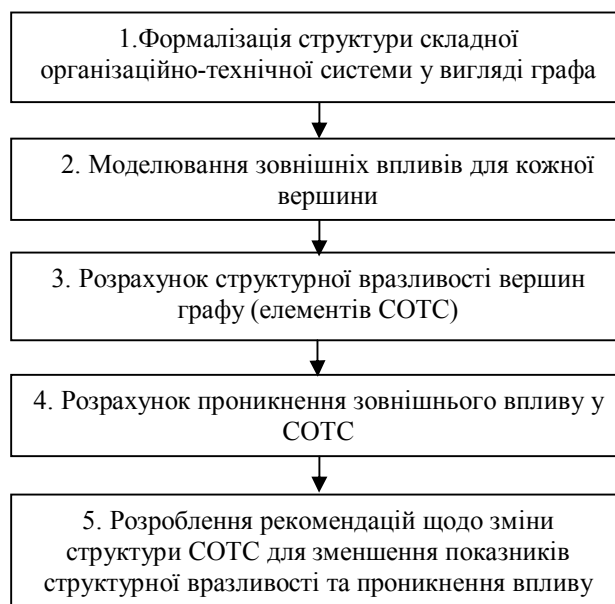 1.Формалізація структури складної
організаційно-технічної системи у вигляді графа
2. Моделювання зовнішніх впливів для кожної
вершини
3. Розрахунок структурної вразливості вершин
графу (елементів СОТС)
4. Розрахунок проникнення зовнішнього впливу у
СОТС
5. Розроблення рекомендацій щодо зміни
структури СОТС для зменшення показників
структурної вразливості та проникнення впливу